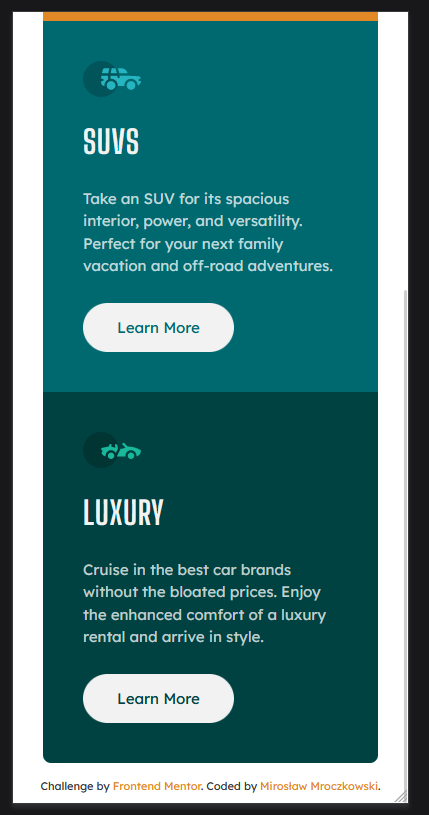 SUVS
Take an SUV for its spacious
interior, power, and versatility.
Perfect for your next family
vacation and off-road adventures.
Learn More
LUXURY
Cruise in the best car brands
without the bloated prices. Enjoy
the enhanced comfort of a luxury
rental and arrive in style.
Learn More
Challenge by Frontend Mentor. Coded by Mirosław Mroczkowski.